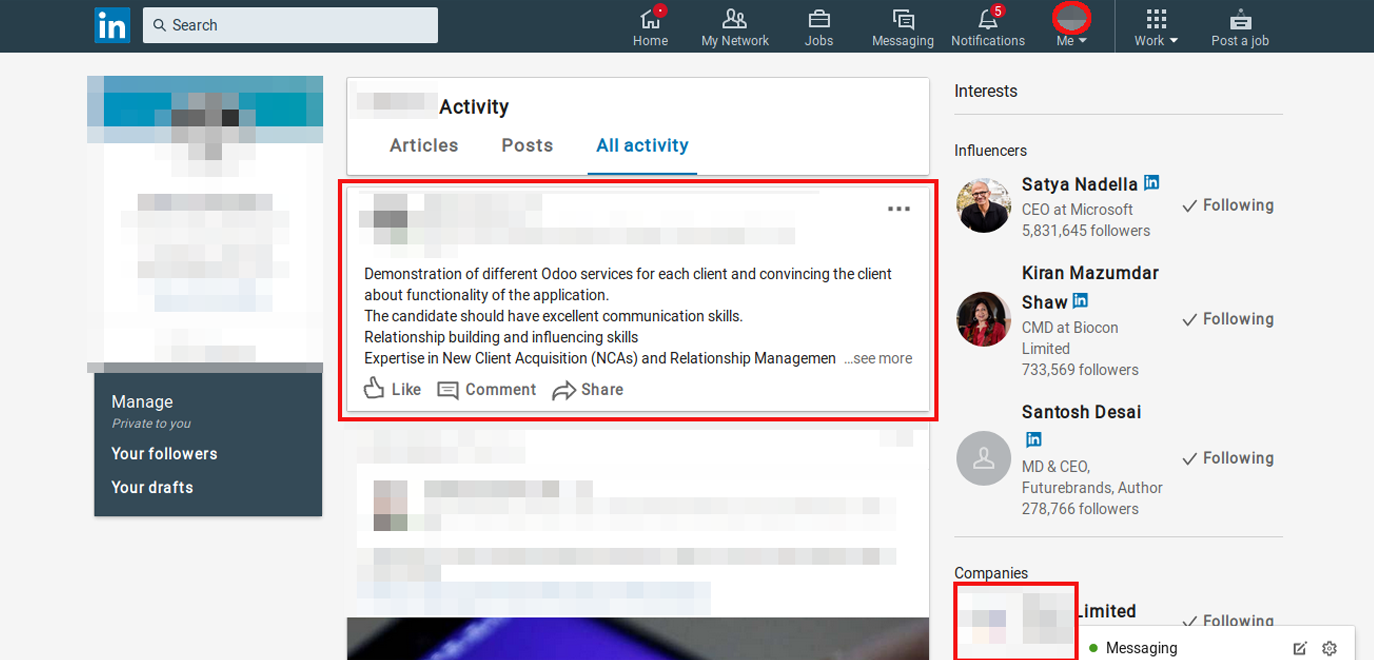 in
Search
Home
My Network
Jobs
Messaging
5
Notifications
Me
Work
Post a job
Activity
Articles
Posts
All activity
Demonstration of different Odoo services for each client and convincing the client
about functionality of the application.
The candidate should have excellent communication skills.
Relationship building and influencing skills
Expertise in New Client Acquisition (NCAs) and Relationship Managemen ...see more
Like
Comment
Share
Manage
Private to you
Your followers
Your drafts
Interests
Influencers
Satya Nadella in
CEO at Microsoft
5,831,645 followers
Following
Kiran Mazumdar
Shaw in
CMD at Biocon
Limited
733,569 followers
Following
Santosh Desai
in
MD & CEO,
Futurebrands, Author
278,766 followers
Following
Companies
Limited
Following
Messaging